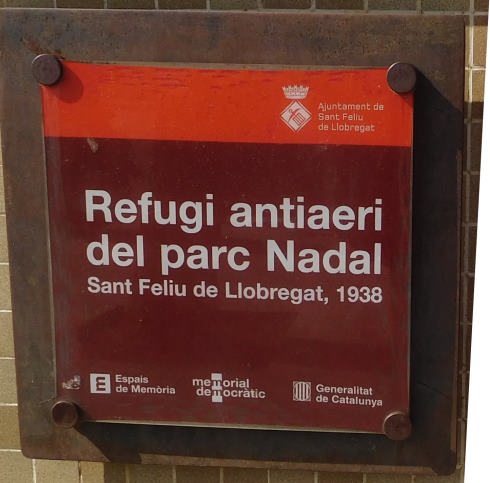 Ajuntament de
Sant Feliu
de Llobregat
Refugi antiaeri
del parc Nadal
Sant Feliu de Llobregat, 1938
Espais
de Memòria
memorial
democràtic
Generalitat
de Catalunya